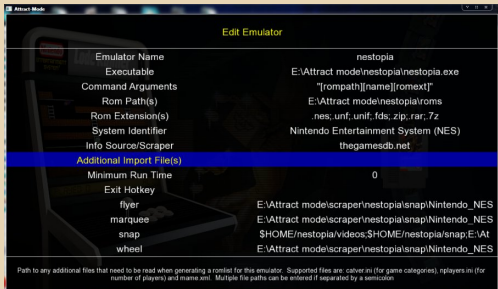 Attract-Mode
Edit Emulator
Emulator Name nestopia
Executable E:\Attract mode\nestopia\nestopia.exe
Command Arguments "[rompath][name][romext]"
Rom Path(s) E:\Attract mode\nestopia\roms
Rom Extension(s) .nes;.unf;.unif;.fds;.zip;.rar;.7z
System Identifier Nintendo Entertainment System (NES)
Info Source/Scraper thegamesdb.net
Additional Import File(s)
Minimum Run Time 0
Exit Hotkey
flyer E:\Attract mode\scraper\nestopia\snap\Nintendo_NES
marquee E:\Attract mode\scraper\nestopia\snap\Nintendo_NES
snap $HOME/nestopia/videos;$HOME/nestopia/snap;E:\At
wheel E:\Attract mode\scraper\nestopia\snap\Nintendo_NES
Path to any additional files that need to be read when generating a romlist for this emulator. Supported files are: catver.ini (for game categories), nplayers.ini (for
number of players) and mame.xml. Multiple file paths can be entered if separated by a semicolon